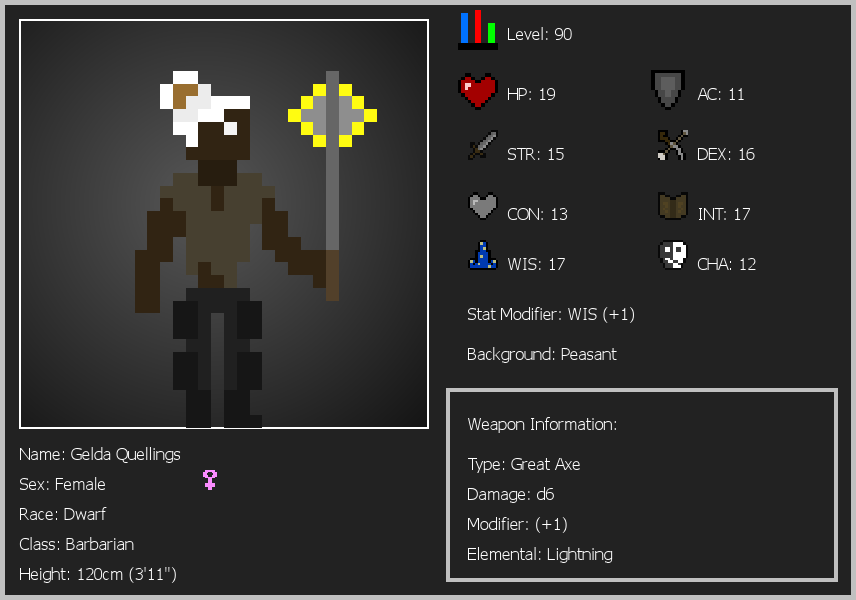 Level: 90
HP: 19
AC: 11
STR: 15
DEX: 16
CON: 13
INT: 17
WIS: 17
CHA: 12
Stat Modifier: WIS (+1)
Background: Peasant
Weapon Information:
Type: Great Axe
Damage: d6
Modifier: (+1)
Elemental: Lightning
Name: Gelda Quellings
Sex: Female
Race: Dwarf
Class: Barbarian
Height: 120cm (3'11")